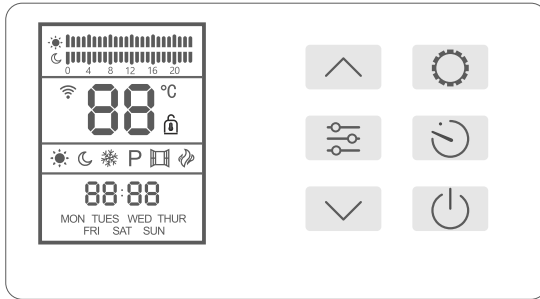 0 4 8 12 16 20
88 °C
P
88:88
MON TUES WED THUR
FRI SAT SUN